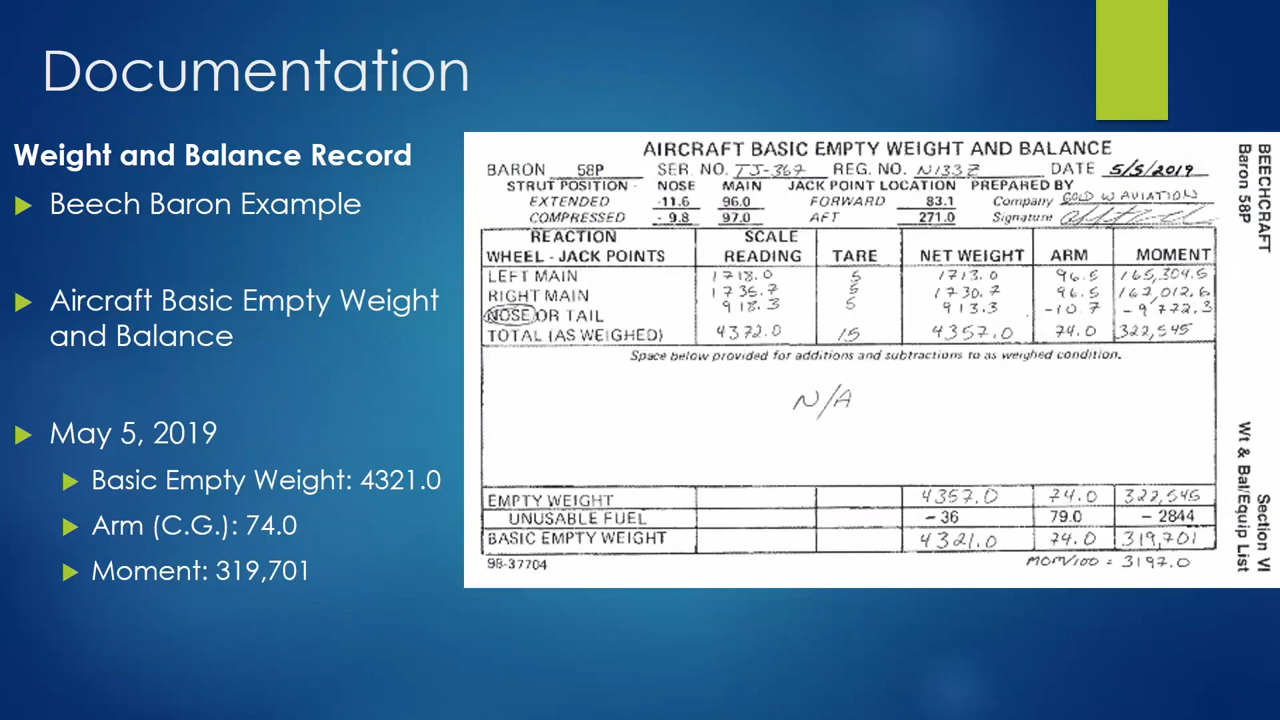 Documentation
Weight and Balance Record
Beech Baron Example
Aircraft Basic Empty Weight
and Balance
May 5, 2019
Basic Empty Weight: 4321.0
Arm (C.G.): 74.0
Moment: 319,701
AIRCRAFT BASIC EMPTY WEIGHT AND BALANCE
BARON 58P SER. NO. TJ-367 REG. NO. N133Z DATE 5/5/2019
STRUT POSITION - NOSE MAIN JACK POINT LOCATION PREPARED BY
EXTENDED -11.6 96.0 FORWARD 83.1 Company GOLD W AVIATION
COMPRESSED - 9.8 97.0 AFT 271.0 Signature
REACTION SCALE
WHEEL - JACK POINTS READING TARE NET WEIGHT ARM MOMENT
LEFT MAIN 1718.0 5 1713.0 96.5 165,304.5
RIGHT MAIN 1735.7 5 1730.7 96.5 167,012.6
NOSE OR TAIL 918.3 5 913.3 -10.7 -9772.3
TOTAL (AS WEIGHED) 4372.0 15 4357.0 74.0 322,545
Space below provided for additions and subtractions to as weighed condition.
N/A
EMPTY WEIGHT 4357.0 74.0 322,545
UNUSABLE FUEL - 36 79.0 - 2844
BASIC EMPTY WEIGHT 4321.0 74.0 319,701
98-37704 MOM/100 = 3197.0
BEECHCRAFT
Baron 58P
Section VI
Wt & Bal/Equip List